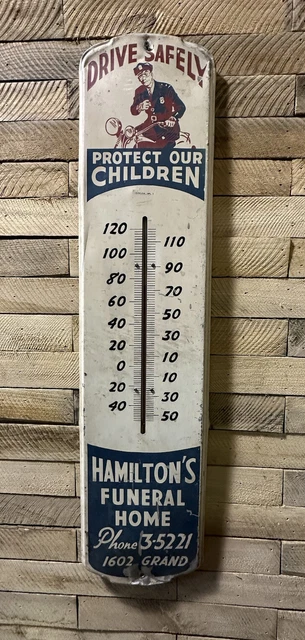 DRIVE SAFELY
PROTECT OUR
CHILDREN
120
110
100
90
80
70
60
50
40
30
20
10
0
10
20
30
40
50
HAMILTON'S
FUNERAL
HOME
Phone 3-5221
1602 GRAND